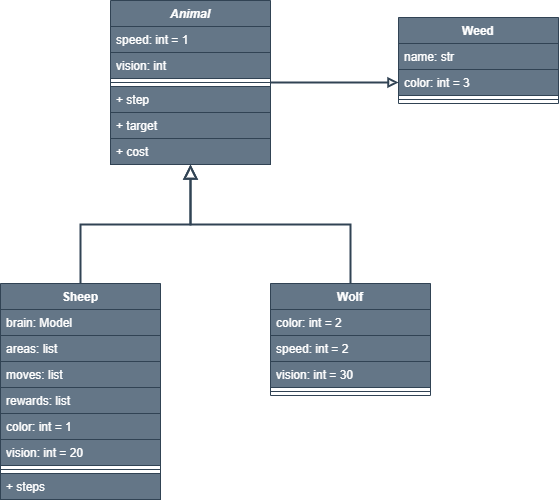 Animal
speed: int = 1
vision: int
+ step
+ target
+ cost
Weed
name: str
color: int = 3
Sheep
brain: Model
areas: list
moves: list
rewards: list
color: int = 1
vision: int = 20
+ steps
Wolf
color: int = 2
speed: int = 2
vision: int = 30